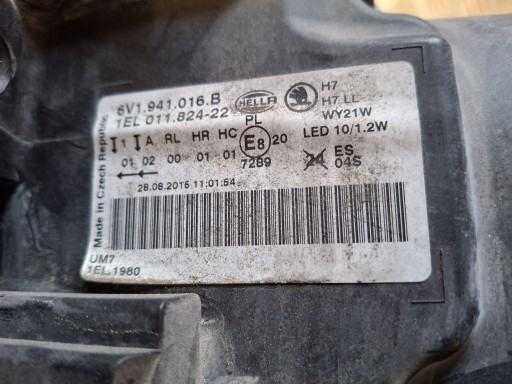 6V1.941.016.B
1EL 011.824-22
HELLA
H7
H7 LL
WY21W
LED 10/1.2W
PL
1 A RL HR HC
E8 20
01 02 00 01 01
7289
24 ES
04S
28.08.2015 11:01:54
Made in Czech Republic
UM7
1EL.1980